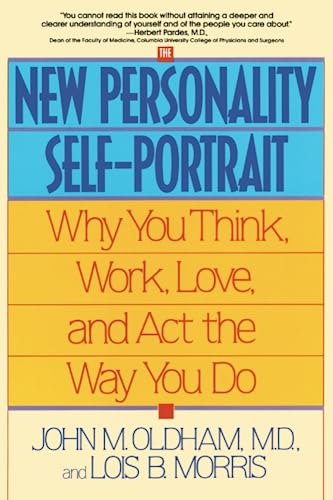 "You cannot read this book without attaining a deeper and
clearer understanding of yourself and of the people you care about."
—Herbert Pardes, M.D.,
Dean of the Faculty of Medicine, Columbia University College of Physicians and Surgeons
THE
NEW PERSONALITY
SELF-PORTRAIT
Why You Think,
Work, Love,
and Act the
Way You Do
JOHN M. OLDHAM, M.D.,
and LOIS B. MORRIS